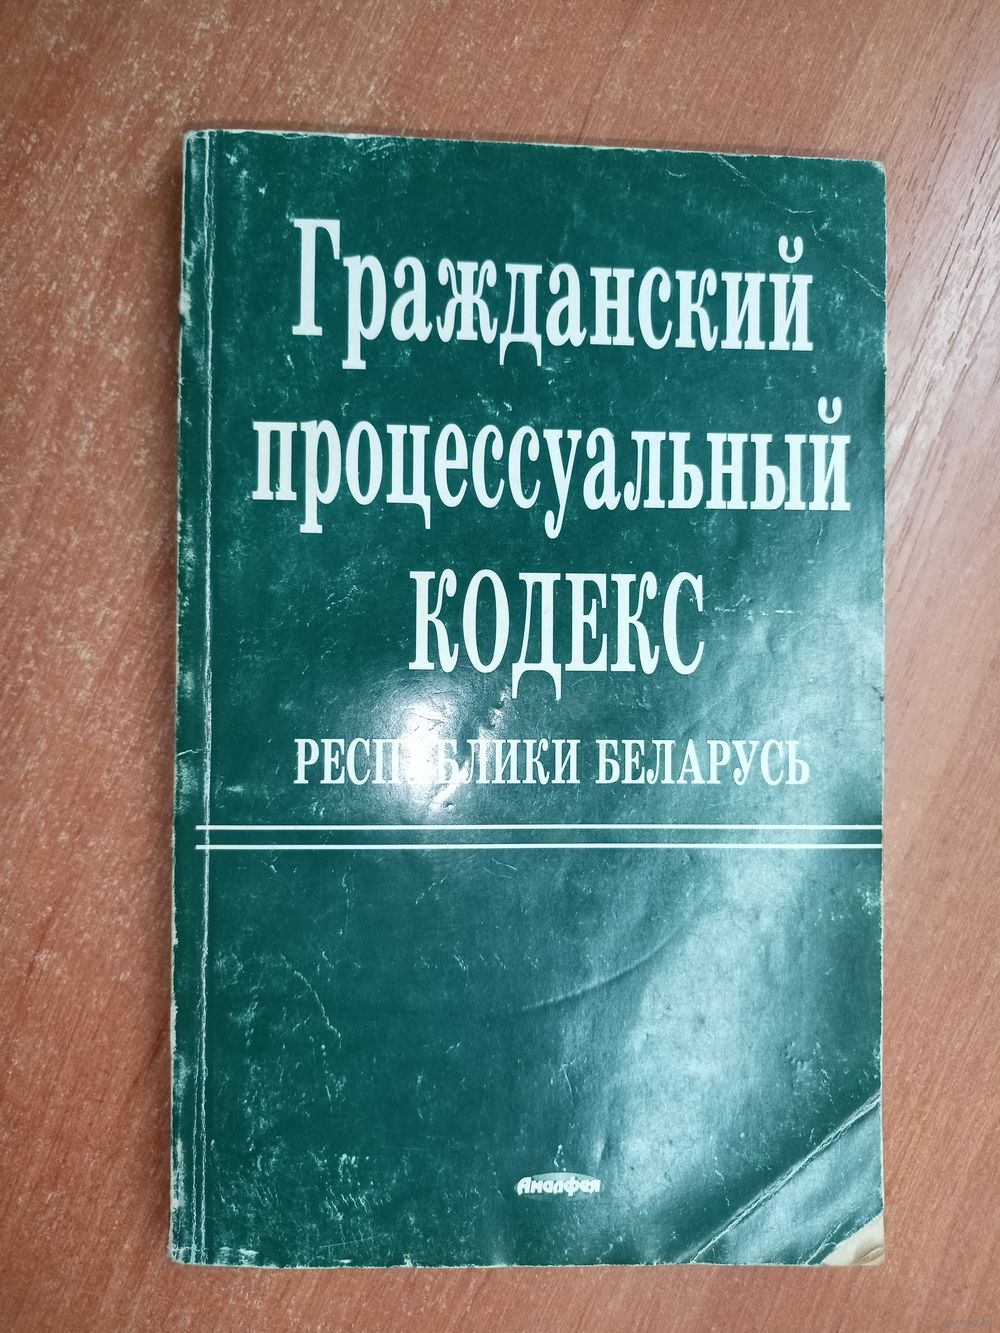 Гражданский
процессуальный
КОДЕКС
РЕСПУБЛИКИ БЕЛАРУСЬ
Амалфея